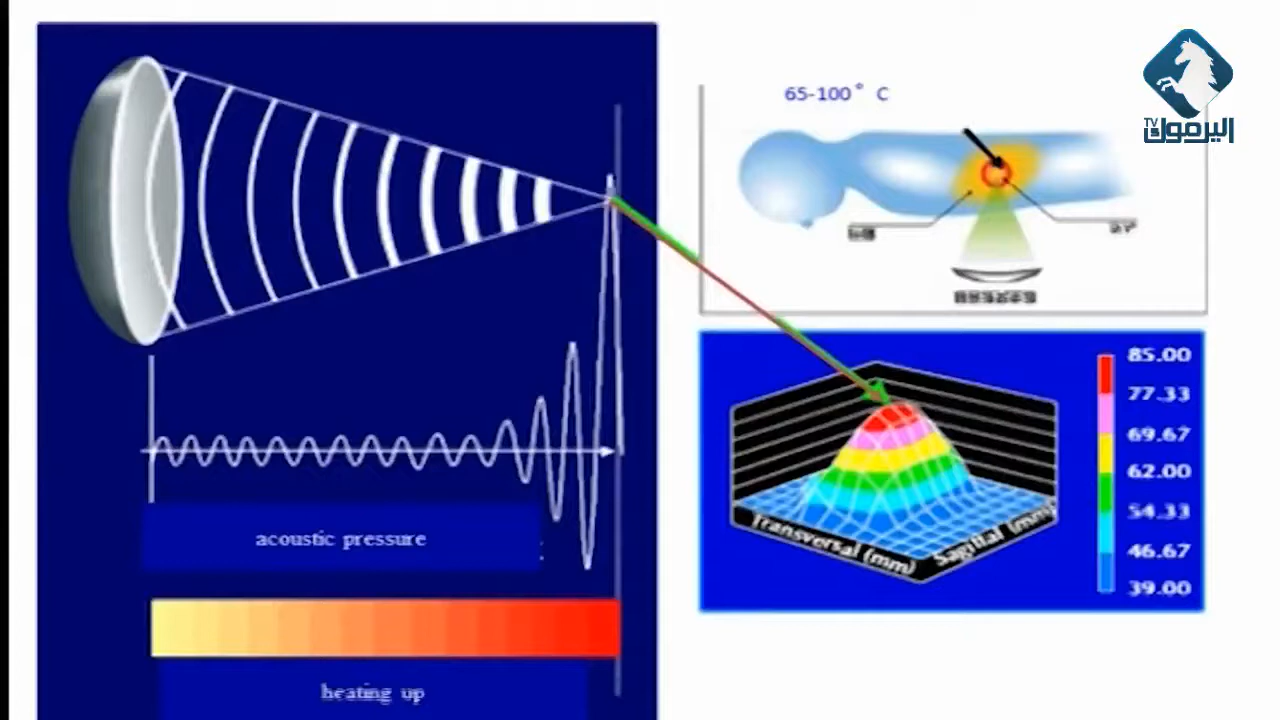 65-100° C
اليرموك
TV
85.00
77.33
69.67
62.00
54.33
46.67
39.00
Transversal (mm)
Sagittal (mm)
acoustic pressure
heating up